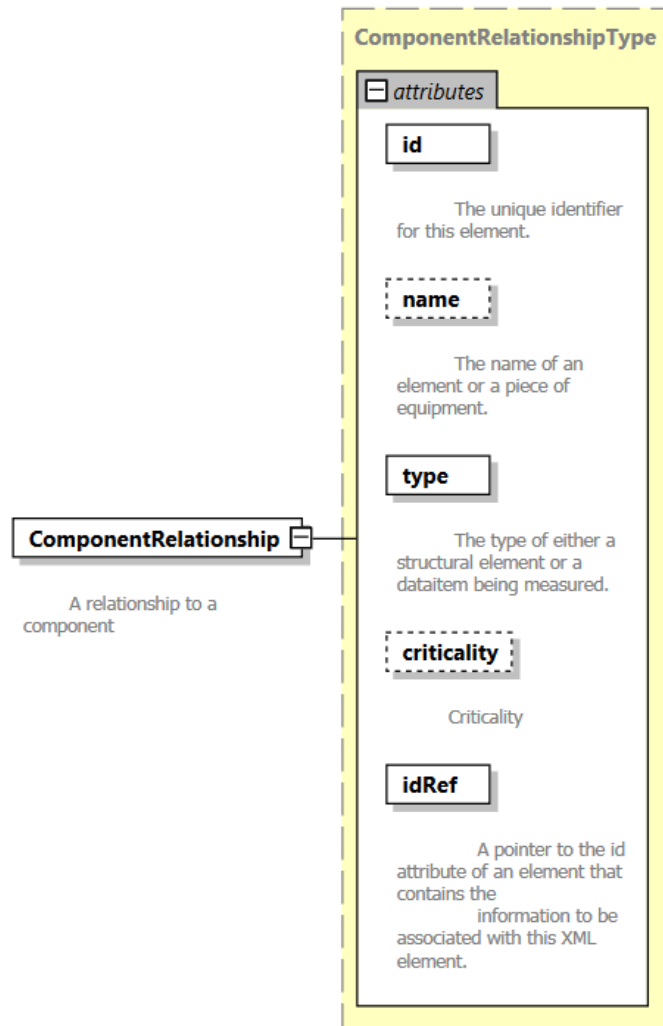 ComponentRelationshipType
attributes
id
The unique identifier
for this element.
name
The name of an
element or a piece of
equipment.
type
The type of either a
structural element or a
dataitem being measured.
ComponentRelationship
A relationship to a
component
criticality
Criticality
idRef
A pointer to the id
attribute of an element that
contains the
information to be
associated with this XML
element.